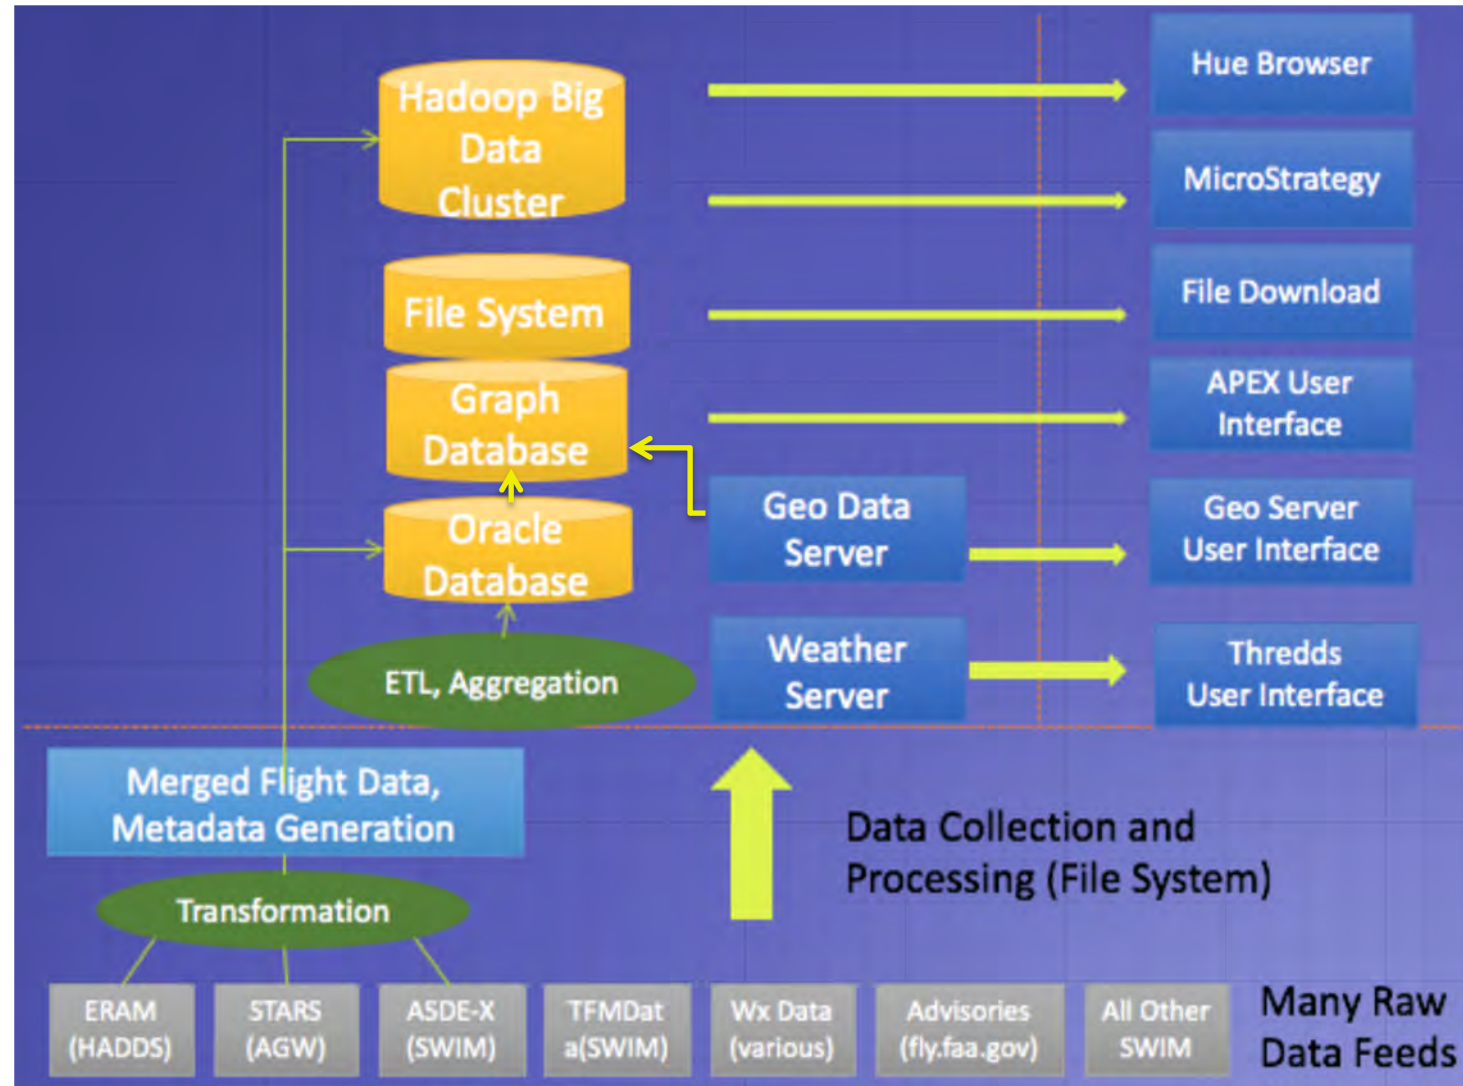 Hadoop Big
Data
Cluster
File System
Graph
Database
Oracle
Database
ETL, Aggregation
Geo Data
Server
Weather
Server
Hue Browser
MicroStrategy
File Download
APEX User
Interface
Geo Server
User Interface
Thredds
User Interface
Merged Flight Data,
Metadata Generation
Transformation
Data Collection and
Processing (File System)
ERAM
(HADDS)
STARS
(AGW)
ASDE-X
(SWIM)
TFMDat
a(SWIM)
Wx Data
(various)
Advisories
(fly.faa.gov)
All Other
SWIM
Many Raw
Data Feeds